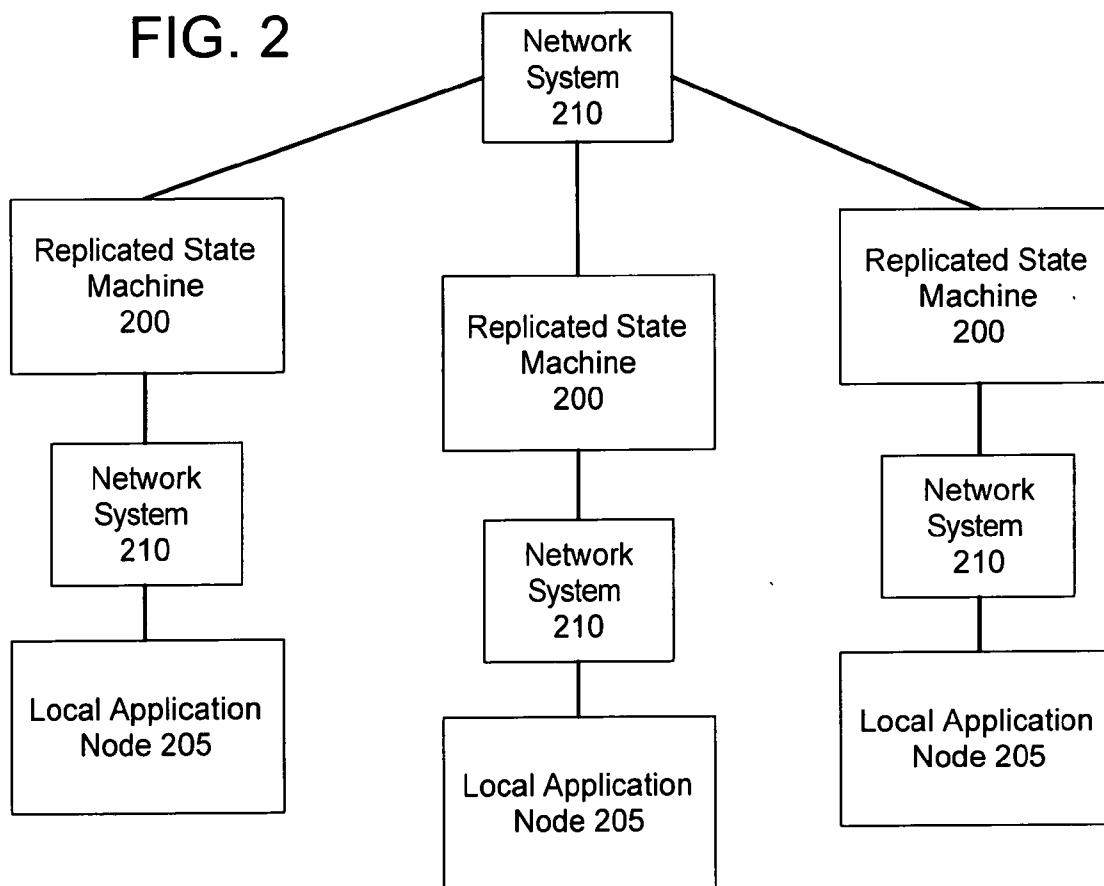 FIG. 2
Network
System
210
Replicated State
Machine
200
Replicated State
Machine
200
Replicated State
Machine
200
Network
System
210
Network
System
210
Network
System
210
Local Application
Node 205
Local Application
Node 205
Local Application
Node 205